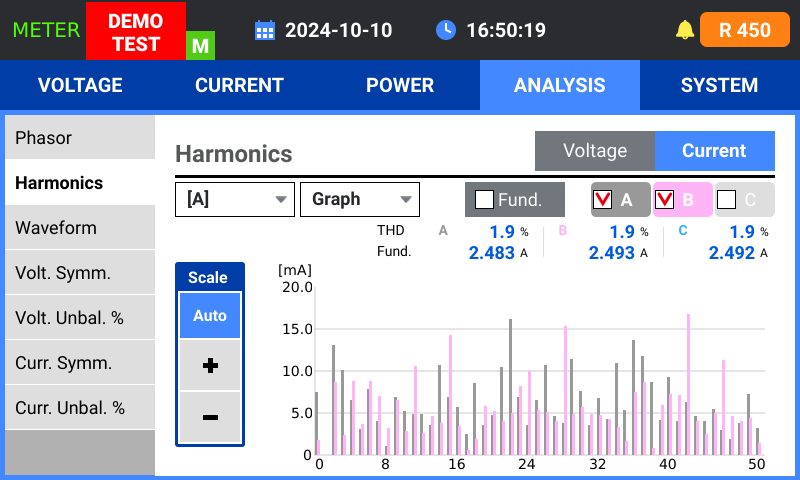 METER DEMO TEST M 2024-10-10 16:50:19 R 450
VOLTAGE CURRENT POWER ANALYSIS SYSTEM
Phasor
Harmonics
Waveform
Volt. Symm.
Volt. Unbal. %
Curr. Symm.
Curr. Unbal. %
Harmonics Voltage Current
[A] Graph Fund. A B C
THD A 1.9 % B 1.9 % C 1.9 %
Fund. 2.483 A 2.493 A 2.492 A
Scale
Auto
+
−
[mA]
20.0
15.0
10.0
5.0
0
0 8 16 24 32 40 50